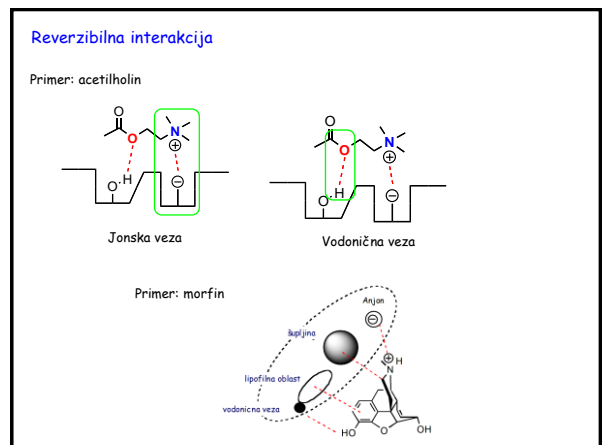 Reverzibilna interakcija
Primer: acetilholin
O
O
N
+
O
H
−
Jonska veza
O
O
N
+
O
H
−
Vodonična veza
Primer: morfin
Anjon
−
šupljina
+
H
N
lipofilna oblast
vodonicna veza
HO
O
OH